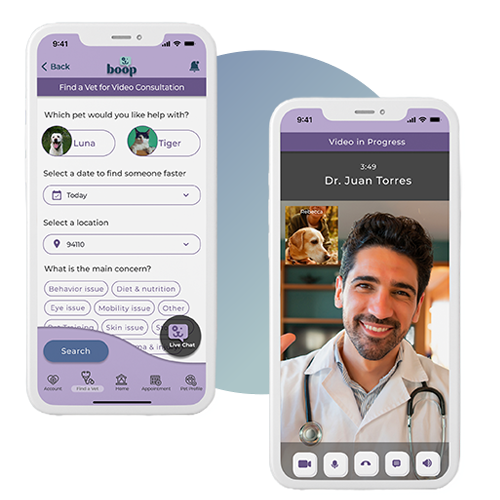 9:41
Back
boop
Find a Vet for Video Consultation
Which pet would you like help with?
Luna
Tiger
Select a date to find someone faster
Today
Select a location
94110
What is the main concern?
Behavior issue
Diet & nutrition
Eye issue
Mobility issue
Other
Pet Training
Skin issue
Live Chat
Search
Account
Find a Vet
Home
Appointment
Pet Profile
9:41
Video in Progress
3:49
Dr. Juan Torres
Rebecca